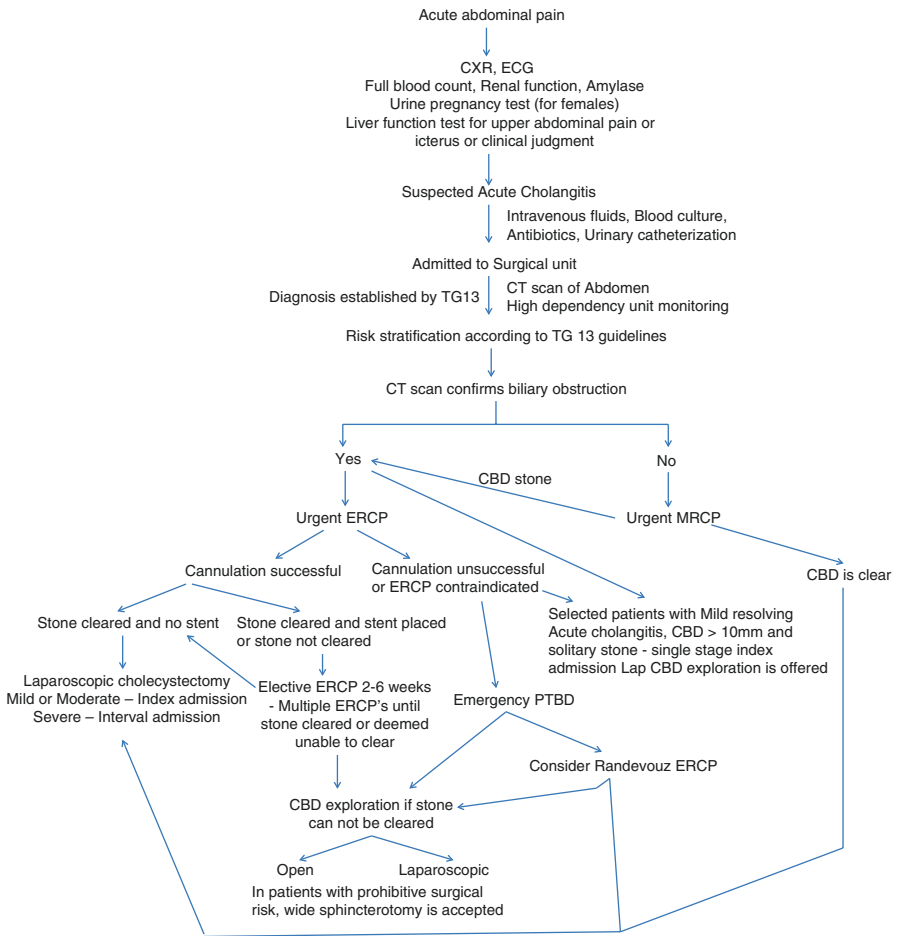 Acute abdominal pain
CXR, ECG
Full blood count, Renal function, Amylase
Urine pregnancy test (for females)
Liver function test for upper abdominal pain or
icterus or clinical judgment
Suspected Acute Cholangitis
Intravenous fluids, Blood culture,
Antibiotics, Urinary catheterization
Admitted to Surgical unit
Diagnosis established by TG13
CT scan of Abdomen
High dependency unit monitoring
Risk stratification according to TG 13 guidelines
CT scan confirms biliary obstruction
Yes
No
CBD stone
Urgent ERCP
Urgent MRCP
Cannulation successful
Cannulation unsuccessful
or ERCP contraindicated
CBD is clear
Stone cleared and no stent
Stone cleared and stent placed
or stone not cleared
Selected patients with Mild resolving
Acute cholangitis, CBD > 10mm and
solitary stone - single stage index
admission Lap CBD exploration is offered
Laparoscopic cholecystectomy
Mild or Moderate – Index admission
Severe – Interval admission
Elective ERCP 2-6 weeks
- Multiple ERCP's until
stone cleared or deemed
unable to clear
Emergency PTBD
Consider Randevouz ERCP
CBD exploration if stone
can not be cleared
Open
Laparoscopic
In patients with prohibitive surgical
risk, wide sphincterotomy is accepted